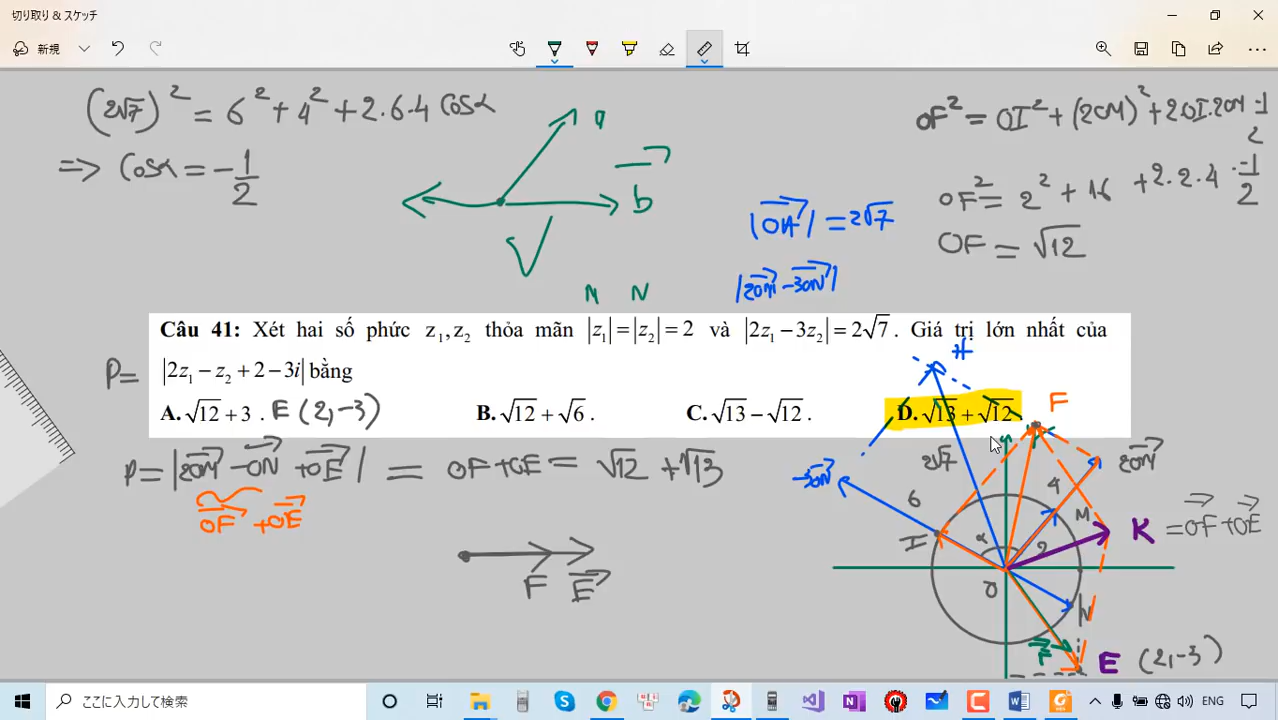 切り取り & スケッチ
新規
(2√7)² = 6² + 4² + 2.6.4 Cosα
=> Cosα = -1/2
a
b
|OH| = 2√7
|2OM - 3ON|
M N
OF² = OI² + (2OM)² + 2OI.2OM . -1/2
OF² = 2² + 16 + 2.2.4 . -1/2
OF = √12
Câu 41: Xét hai số phức z₁, z₂ thỏa mãn |z₁| = |z₂| = 2 và |2z₁ - 3z₂| = 2√7. Giá trị lớn nhất của
P = |2z₁ - z₂ + 2 - 3i| bằng
A. √12 + 3. E (2,-3) B. √12 + √6. C. √13 - √12. D. √13 + √12.
P = |2OM - ON + OE| = OF + OE = √12 + √13
OF + OE
F E
H
F
-3ON
2√7
2OM
6
4
M
I
α
2
K = OF + OE
O
N
F
E (2,-3)
ここに入力して検索
ENG